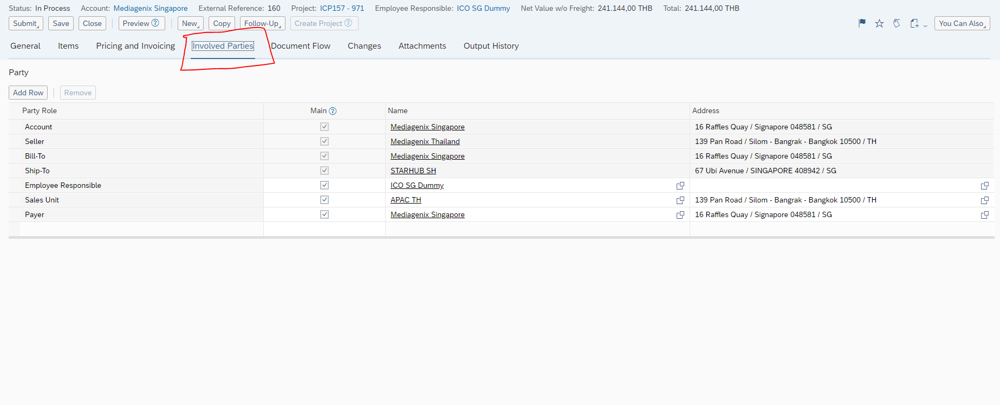 Status: In Process Account: Mediagenix Singapore External Reference: 160 Project: ICP157 - 971 Employee Responsible: ICO SG Dummy Net Value w/o Freight: 241.144,00 THB Total: 241.144,00 THB
Submit Save Close Preview New Copy Follow-Up Create Project You Can Also
General Items Pricing and Invoicing Involved Parties Document Flow Changes Attachments Output History
Party
Add Row Remove
Party Role Main Name Address
Account Mediagenix Singapore 16 Raffles Quay / Signapore 048581 / SG
Seller Mediagenix Thailand 139 Pan Road / Silom - Bangrak - Bangkok 10500 / TH
Bill-To Mediagenix Singapore 16 Raffles Quay / Signapore 048581 / SG
Ship-To STARHUB SH 67 Ubi Avenue / SINGAPORE 408942 / SG
Employee Responsible ICO SG Dummy
Sales Unit APAC TH 139 Pan Road / Silom - Bangrak - Bangkok 10500 / TH
Payer Mediagenix Singapore 16 Raffles Quay / Signapore 048581 / SG